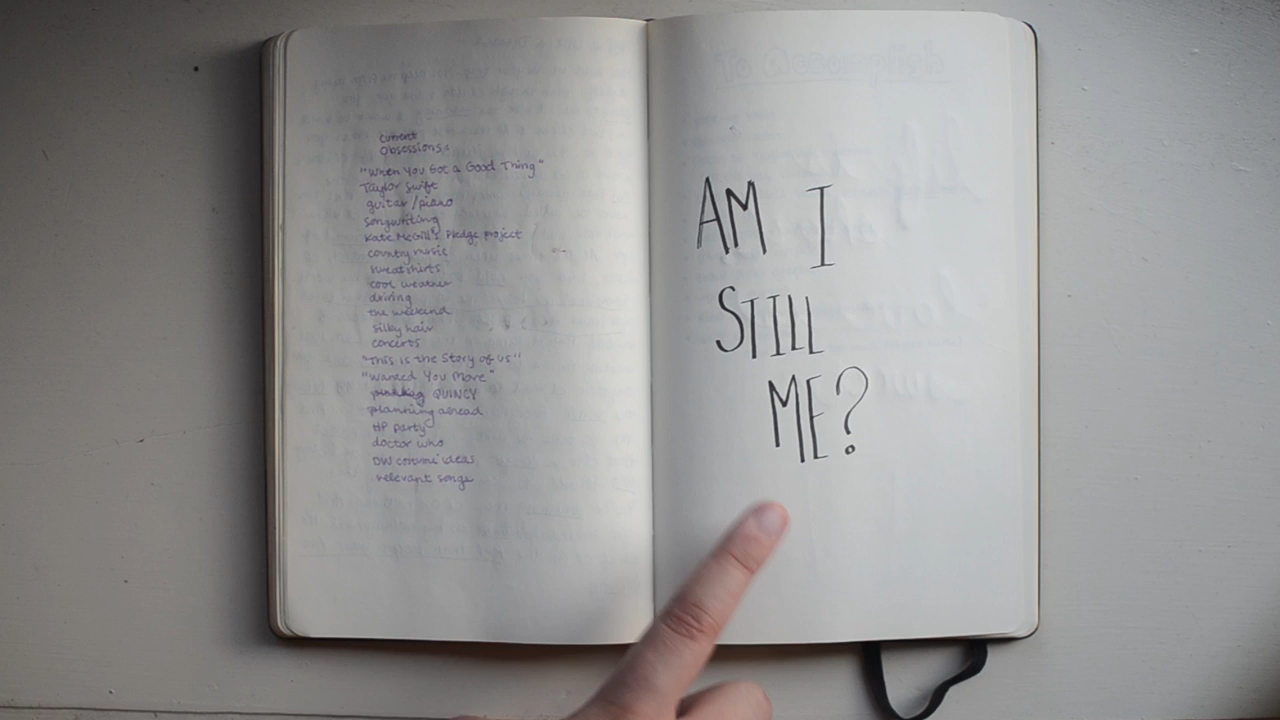 current
obsessions:
"When You Got a Good Thing"
Taylor Swift
guitar/piano
songwriting
Kate McGill's Pledge Project
country music
sweatshirts
cool weather
driving
the weekend
silky hair
concerts
"This is the Story of us"
"Wanted You More"
QUINCY
planning ahead
HP party
doctor who
DW costume ideas
relevant songs
AM I
STILL
ME?